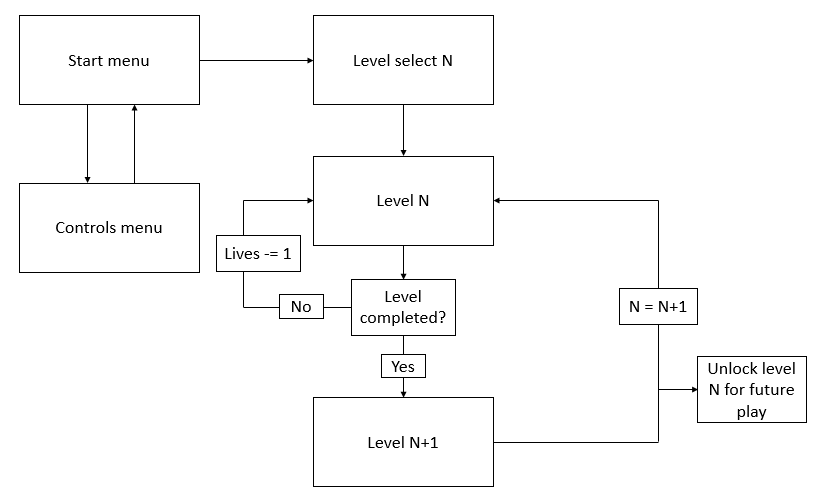 Start menu
Level select N
Level N
Controls menu
Lives -= 1
Level
completed?
No
N = N+1
Yes
Unlock level
N for future
play
Level N+1